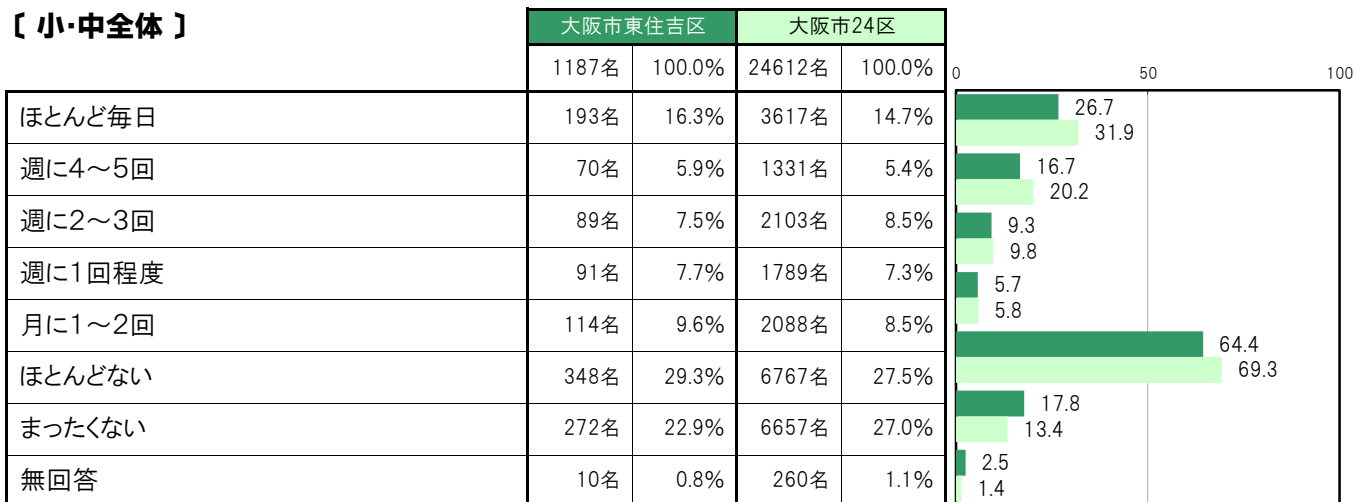 〔 小・中全体 〕
大阪市東住吉区 大阪市24区
1187名 100.0% 24612名 100.0%
0 50 100
ほとんど毎日 193名 16.3% 3617名 14.7%
26.7
31.9
週に4～5回 70名 5.9% 1331名 5.4%
16.7
20.2
週に2～3回 89名 7.5% 2103名 8.5%
9.3
9.8
週に1回程度 91名 7.7% 1789名 7.3%
5.7
5.8
月に1～2回 114名 9.6% 2088名 8.5%
64.4
69.3
ほとんどない 348名 29.3% 6767名 27.5%
17.8
13.4
まったくない 272名 22.9% 6657名 27.0%
2.5
1.4
無回答 10名 0.8% 260名 1.1%